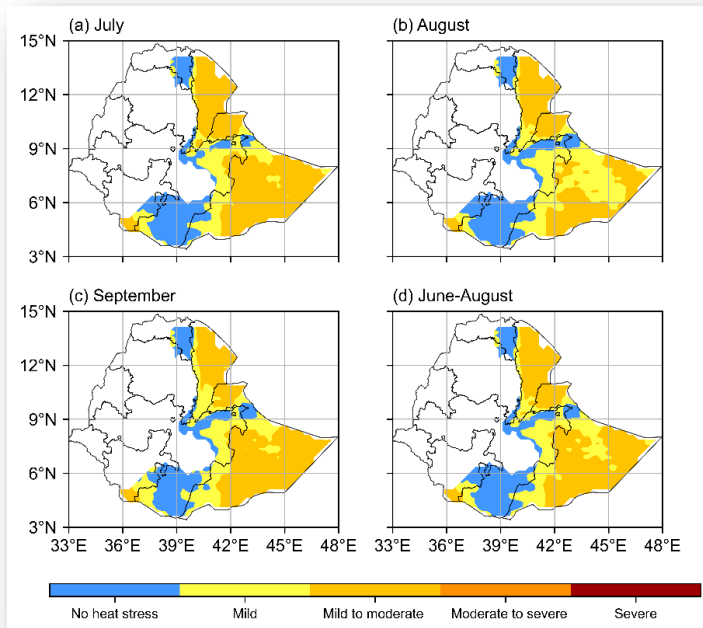 (a) July
(b) August
15°N
12°N
9°N
6°N
3°N
(c) September
(d) June-August
15°N
12°N
9°N
6°N
3°N
33°E 36°E 39°E 42°E 45°E 48°E 33°E 36°E 39°E 42°E 45°E 48°E
No heat stress Mild Mild to moderate Moderate to severe Severe